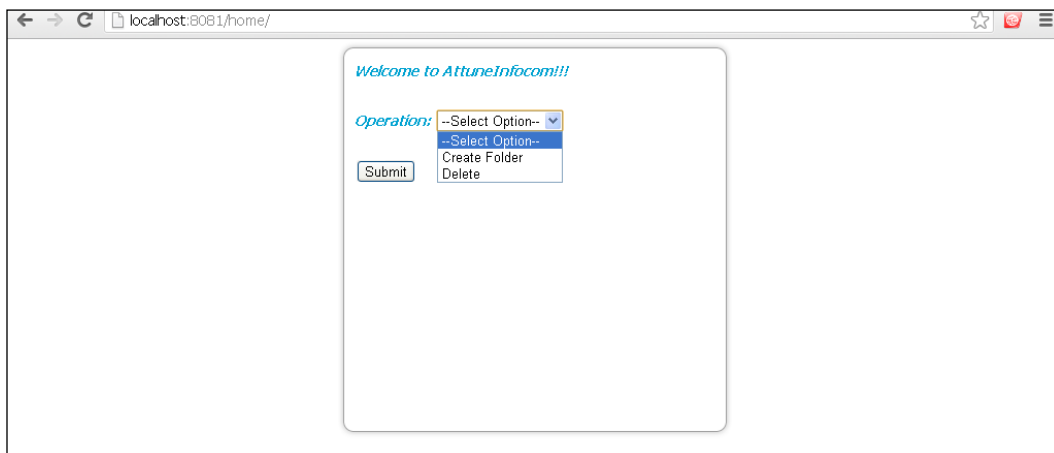 localhost:8081/home/
Welcome to AttuneInfocom!!!
Operation: --Select Option--
--Select Option--
Create Folder
Submit
Delete